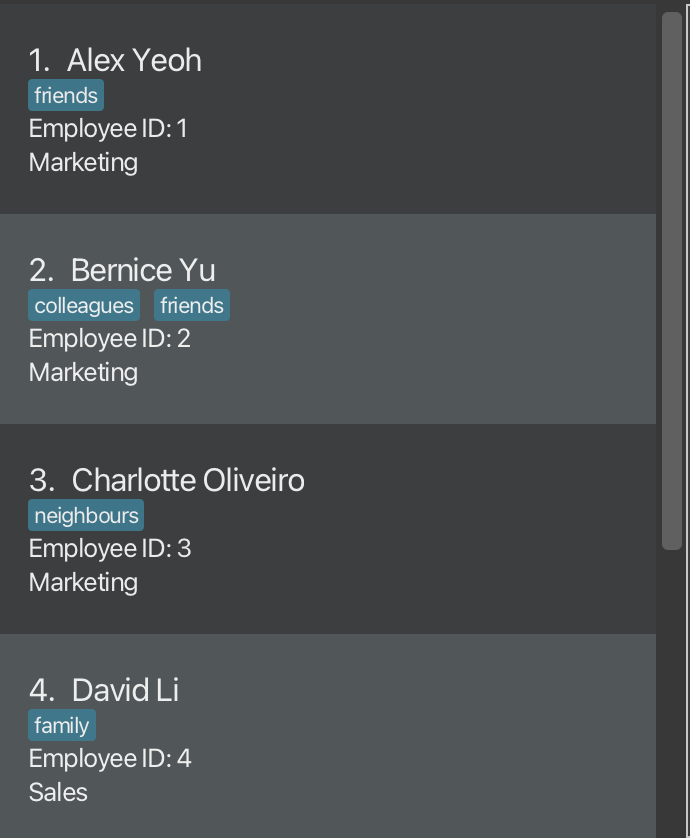 1. Alex Yeoh
friends
Employee ID: 1
Marketing
2. Bernice Yu
colleagues friends
Employee ID: 2
Marketing
3. Charlotte Oliveiro
neighbours
Employee ID: 3
Marketing
4. David Li
family
Employee ID: 4
Sales